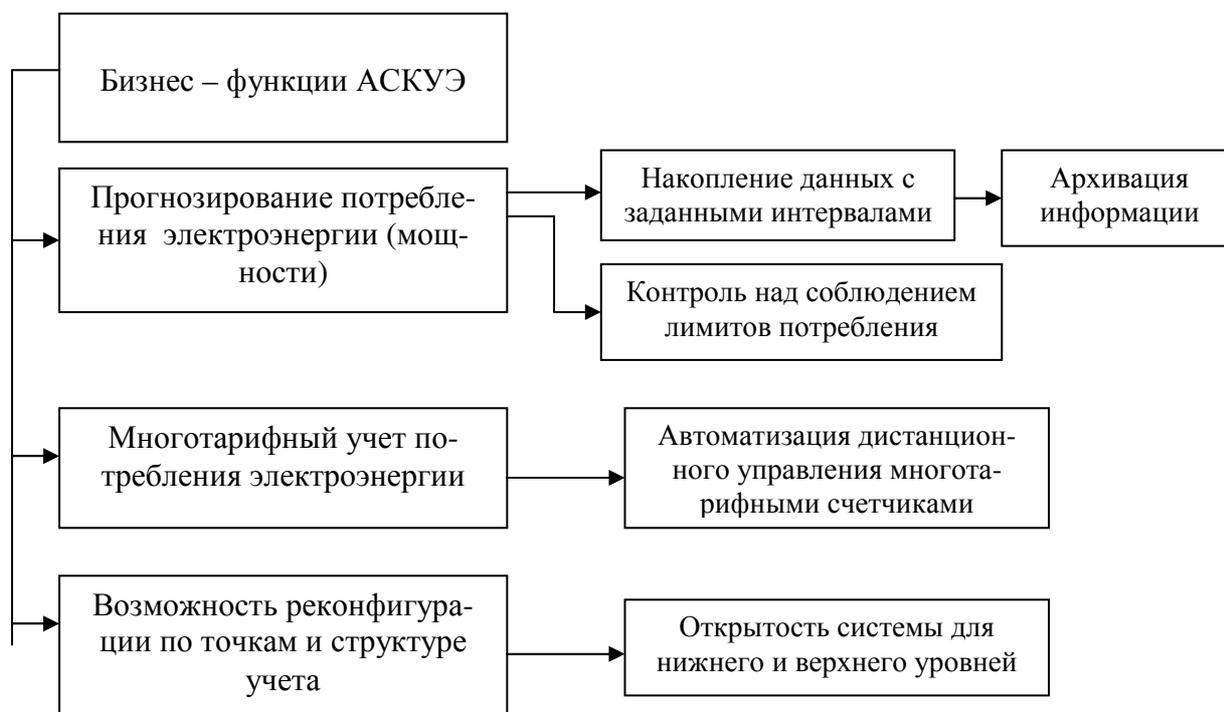 Бизнес – функции АСКУЭ
Прогнозирование потребле-
ния электроэнергии (мощ-
ности)
Накопление данных с
заданными интервалами
Архивация
информации
Контроль над соблюдением
лимитов потребления
Многотарифный учет по-
требления электроэнергии
Автоматизация дистанцион-
ного управления многота-
рифными счетчиками
Возможность реконфигура-
ции по точкам и структуре
учета
Открытость системы для
нижнего и верхнего уровней